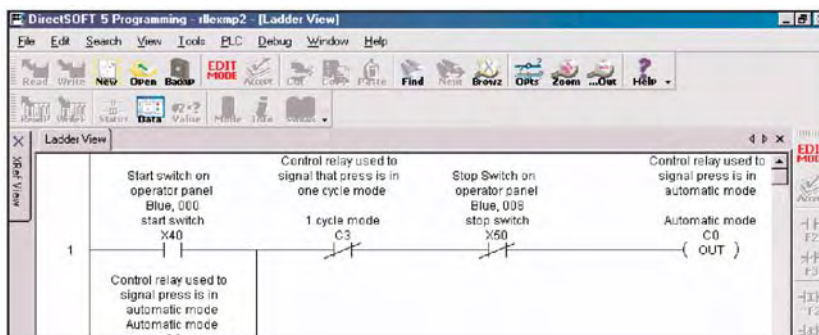 DirectSOFT 5 Programming - rllexmp2 - [Ladder View]
File Edit Search View Tools PLC Debug Window Help
EDIT
MODE
Read Write New Open Backup Accept Cut Copy Paste Find Next Browz Opts Zoom ...Out Help
Status Data Value Mode Info
Ladder View
XRef View
EDIT
MODE
Accept
Start switch on
operator panel
Blue, 000
start switch
X40
Control relay used to
signal that press is in
one cycle mode
1 cycle mode
C3
Stop Switch on
operator panel
Blue, 008
stop switch
X50
Control relay used to
signal press is in
automatic mode
Automatic mode
C0
1
( OUT )
F2
F3
Control relay used to
signal press is in
automatic mode
Automatic mode